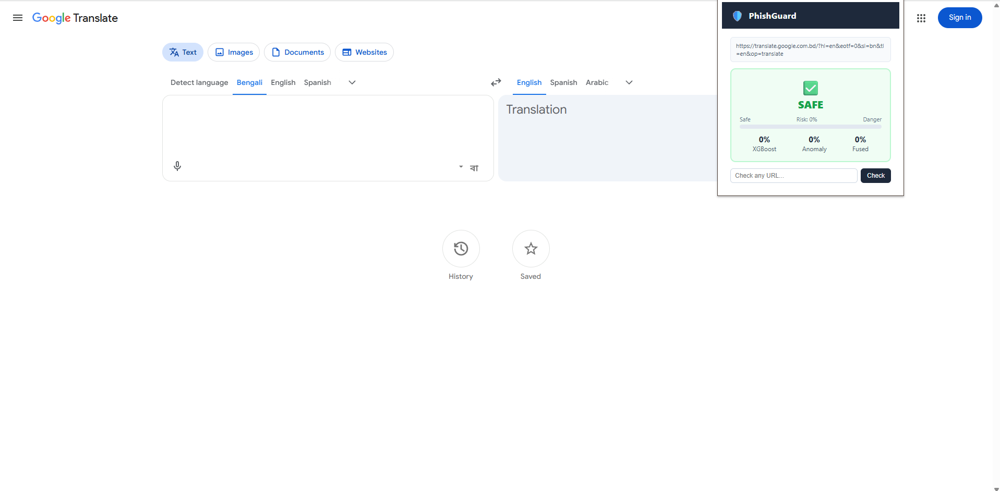 Google Translate
Sign in
Text
Images
Documents
Websites
Detect language
Bengali
English
Spanish
English
Spanish
Arabic
Translation
বা
History
Saved
PhishGuard
https://translate.google.com.bd/?hl=en&eotf=0&sl=bn&tl
=en&op=translate
SAFE
Safe
Risk: 0%
Danger
0%
XGBoost
0%
Anomaly
0%
Fused
Check any URL...
Check